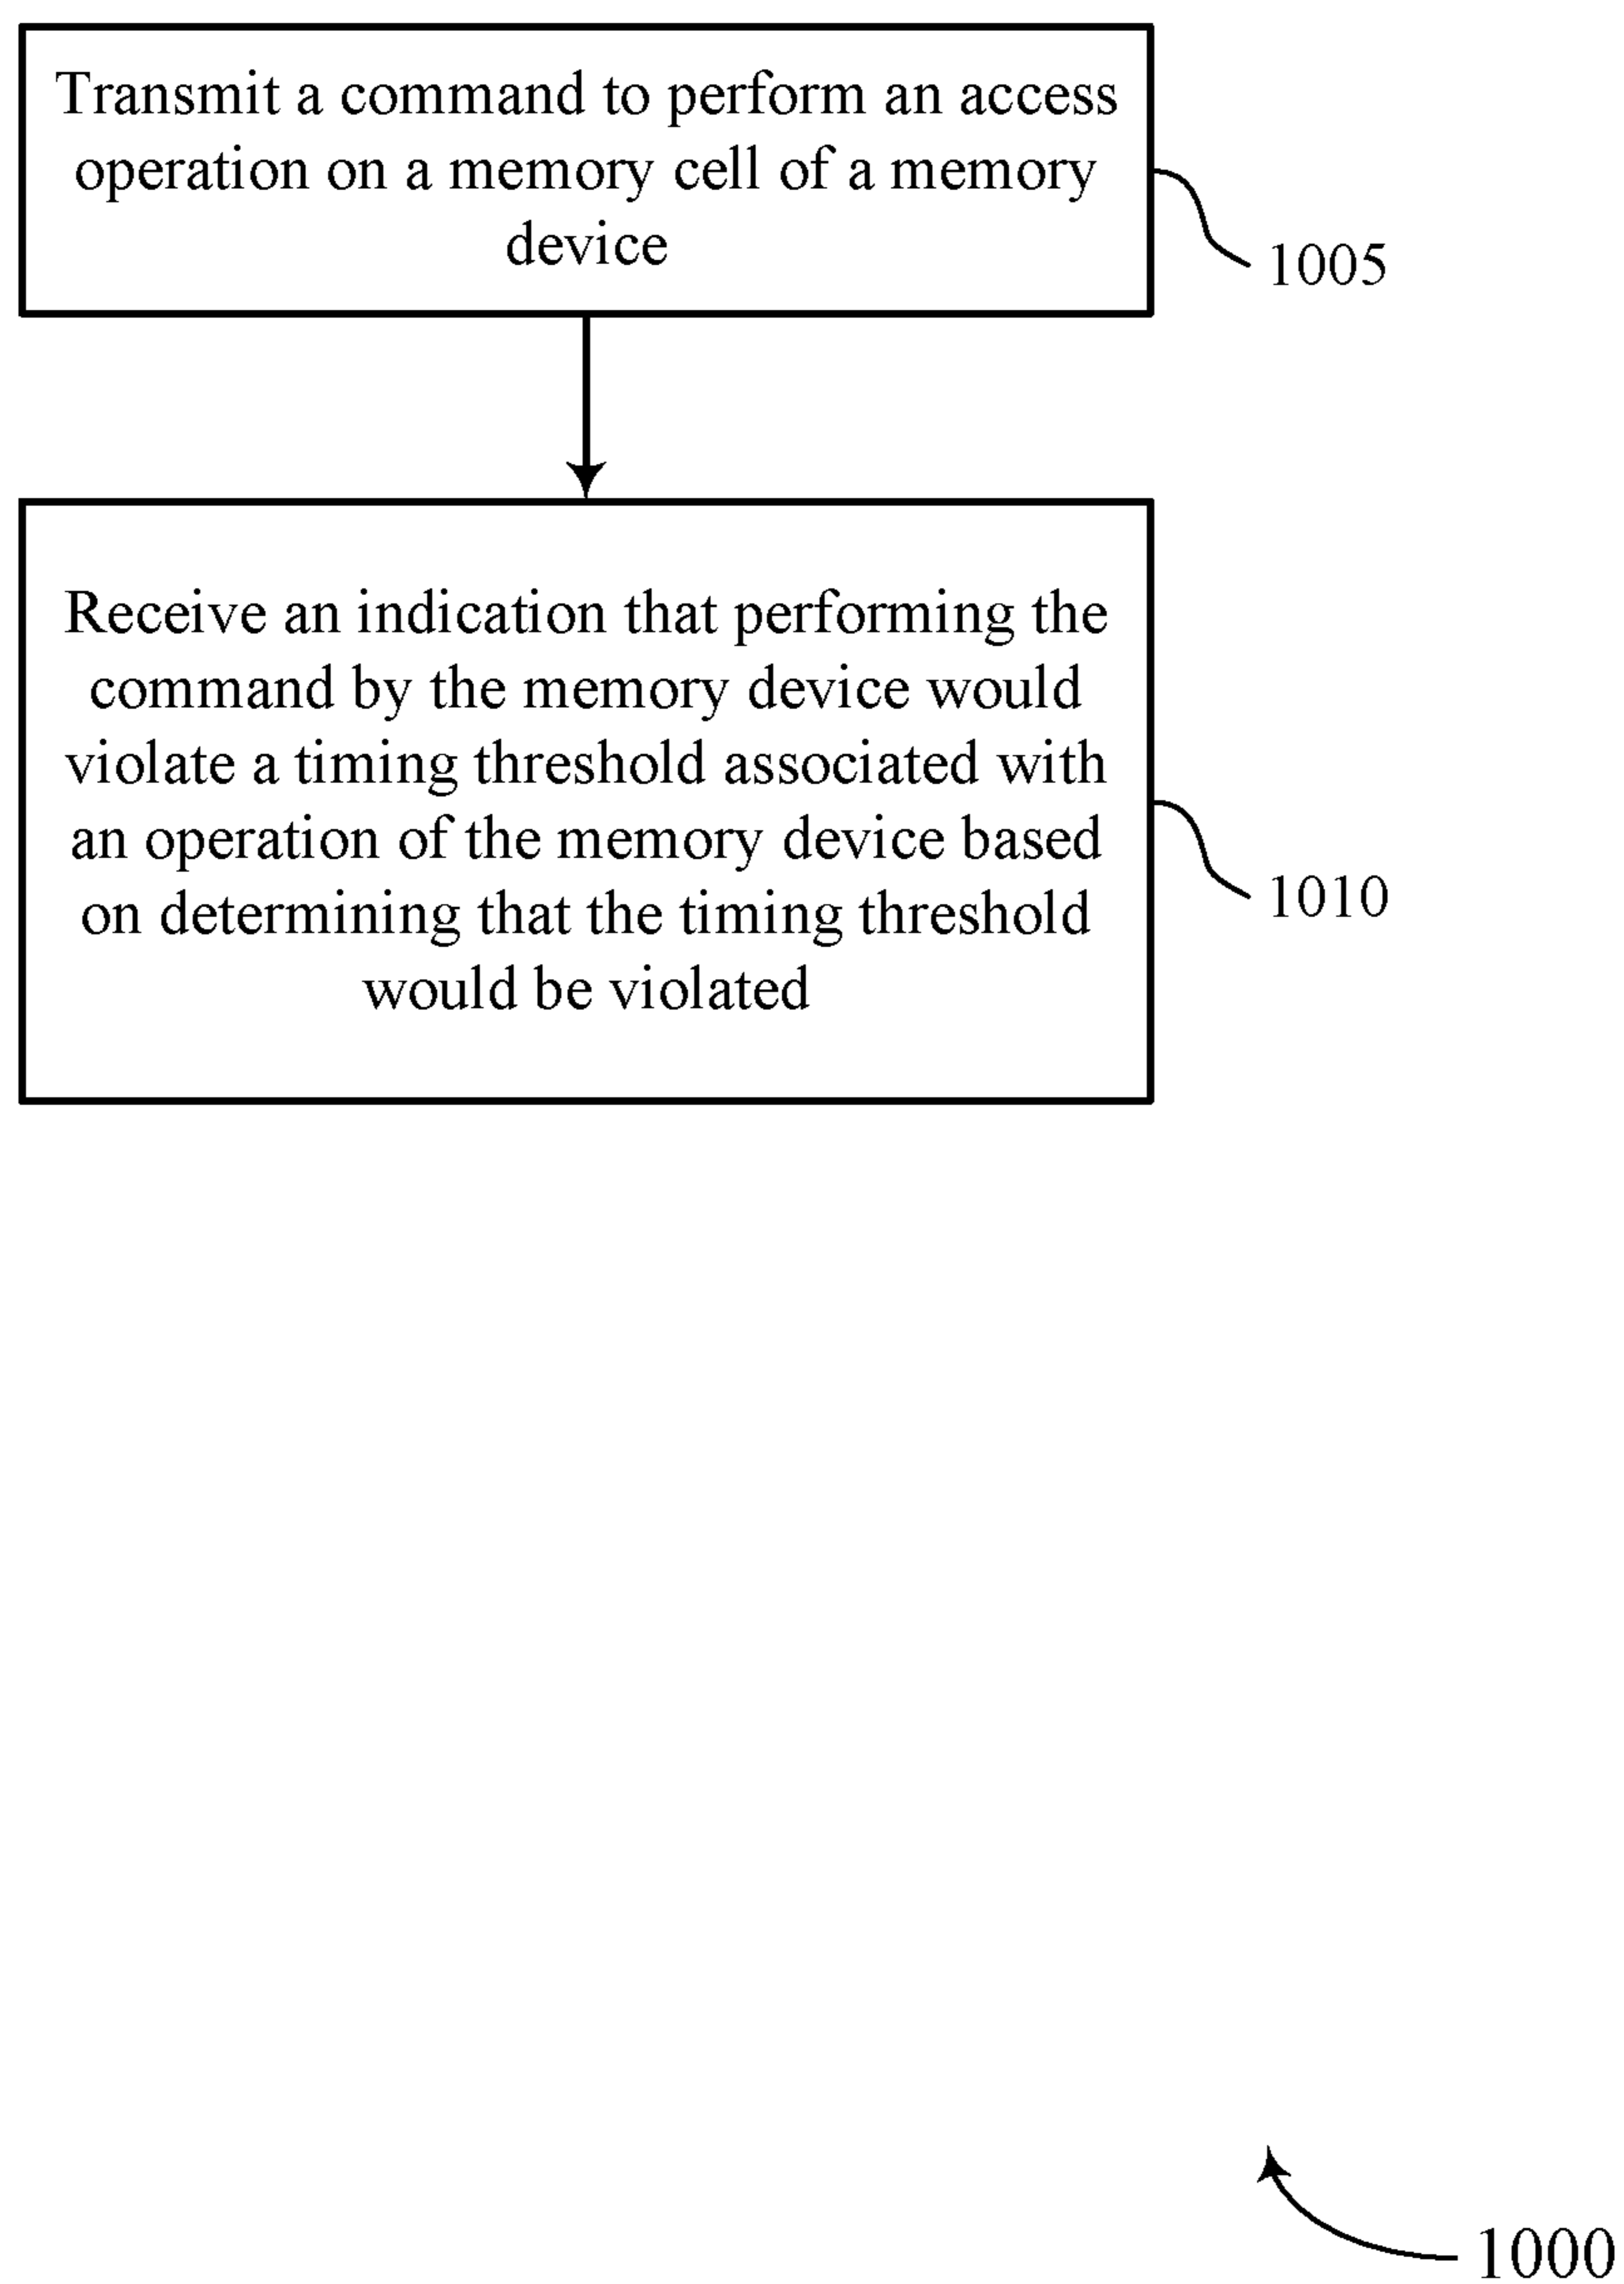 Transmit a command to perform an access
operation on a memory cell of a memory
device
1005
Receive an indication that performing the
command by the memory device would
violate a timing threshold associated with
an operation of the memory device based
on determining that the timing threshold
would be violated
1010
1000